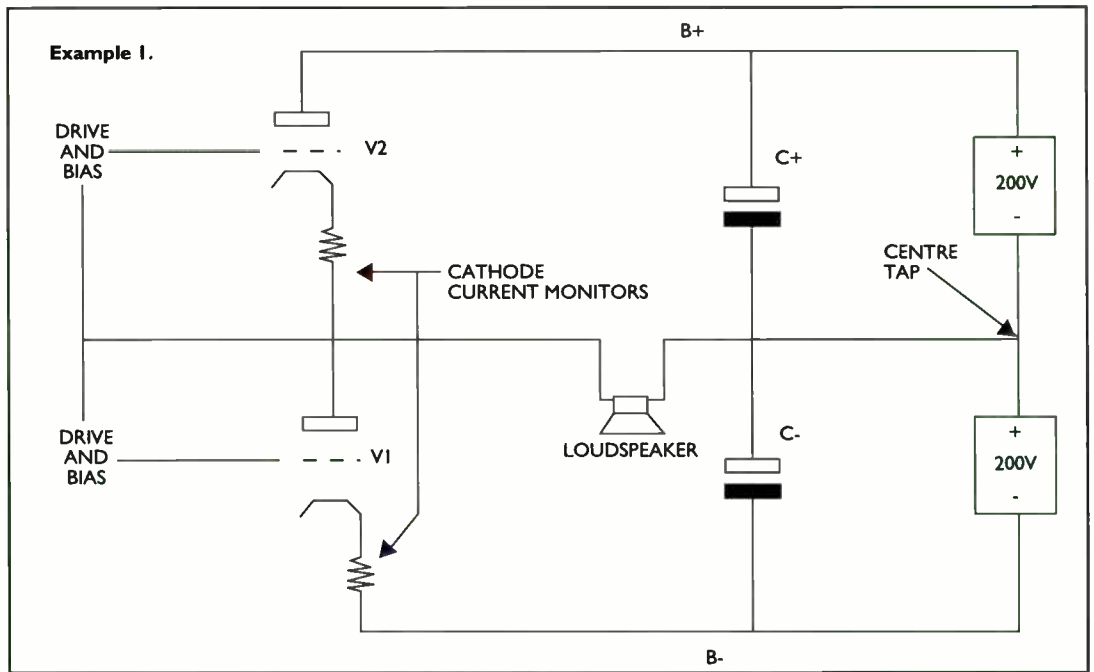 B+
Example 1.
DRIVE
AND
BIAS
V2
C+
+
200V
-
CENTRE
TAP
CATHODE
CURRENT MONITORS
DRIVE
AND
BIAS
V1
LOUDSPEAKER
C-
+
200V
-
B-